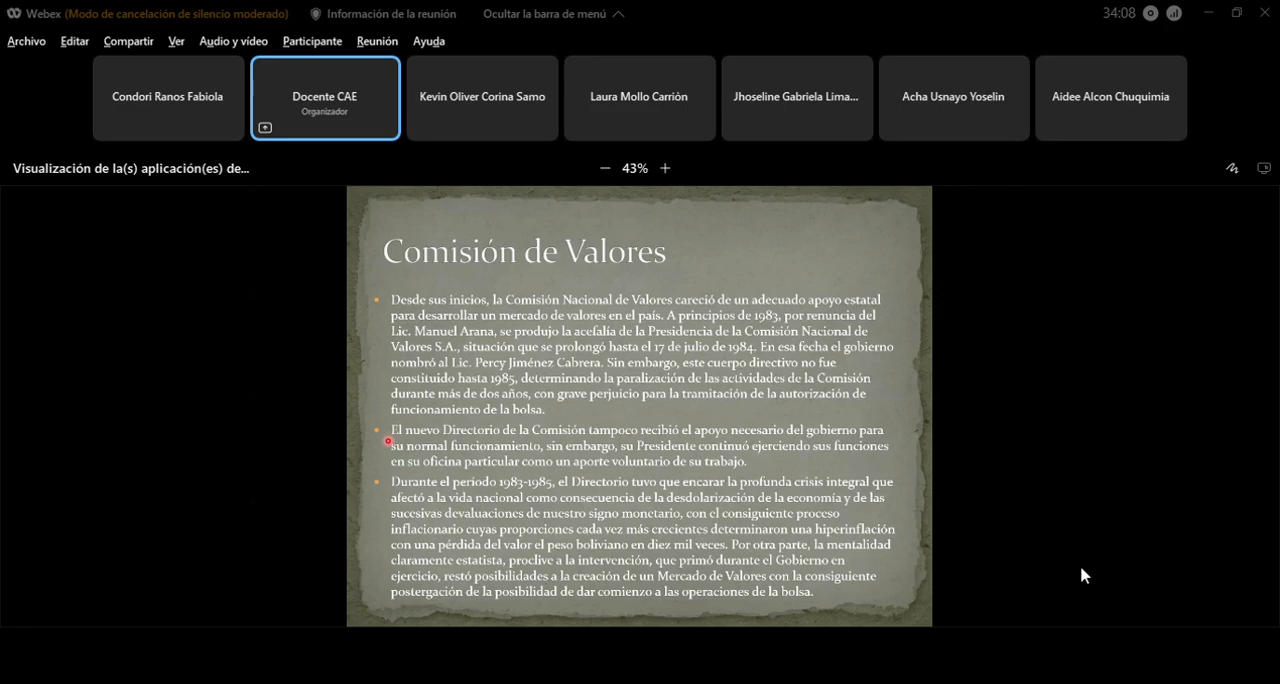 Webex (Modo de cancelación de silencio moderado) Información de la reunión Ocultar la barra de menú 34:08
Archivo Editar Compartir Ver Audio y vídeo Participante Reunión Ayuda
Condori Ranos Fabiola
Docente CAE
Organizador
Kevin Oliver Corina Samo
Laura Mollo Carriòn
Jhoseline Gabriela Lima...
Acha Usnayo Yoselin
Aidee Alcon Chuquimia
Visualización de la(s) aplicación(es) de... 43%
Comisión de Valores
Desde sus inicios, la Comisión Nacional de Valores careció de un adecuado apoyo estatal
para desarrollar un mercado de valores en el país. A principios de 1983, por renuncia del
Lic. Manuel Arana, se produjo la acefalía de la Presidencia de la Comisión Nacional de
Valores S.A., situación que se prolongó hasta el 17 de julio de 1984. En esa fecha el gobierno
nombró al Lic. Percy Jiménez Cabrera. Sin embargo, este cuerpo directivo no fue
constituido hasta 1985, determinando la paralización de las actividades de la Comisión
durante más de dos años, con grave perjuicio para la tramitación de la autorización de
funcionamiento de la bolsa.
El nuevo Directorio de la Comisión tampoco recibió el apoyo necesario del gobierno para
su normal funcionamiento, sin embargo, su Presidente continuó ejerciendo sus funciones
en su oficina particular como un aporte voluntario de su trabajo.
Durante el período 1983-1985, el Directorio tuvo que encarar la profunda crisis integral que
afectó a la vida nacional como consecuencia de la desdolarización de la economía y de las
sucesivas devaluaciones de nuestro signo monetario, con el consiguiente proceso
inflacionario cuyas proporciones cada vez más crecientes determinaron una hiperinflación
con una pérdida del valor el peso boliviano en diez mil veces. Por otra parte, la mentalidad
claramente estatista, proclive a la intervención, que primó durante el Gobierno en
ejercicio, restó posibilidades a la creación de un Mercado de Valores con la consiguiente
postergación de la posibilidad de dar comienzo a las operaciones de la bolsa.